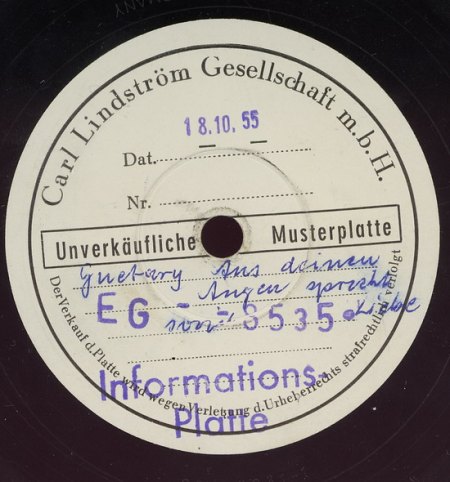 Carl Lindström Gesellschaft m.b.H.
18.10.55
Dat.
Nr.
Unverkäufliche Musterplatte
Guetary Aus deinen
Augen spricht
EG - 8535 Liebe
Informations-
Platte
Der Verkauf d. Platte wird wegen Verletzung d. Urheberrechts strafrechtlich verfolgt